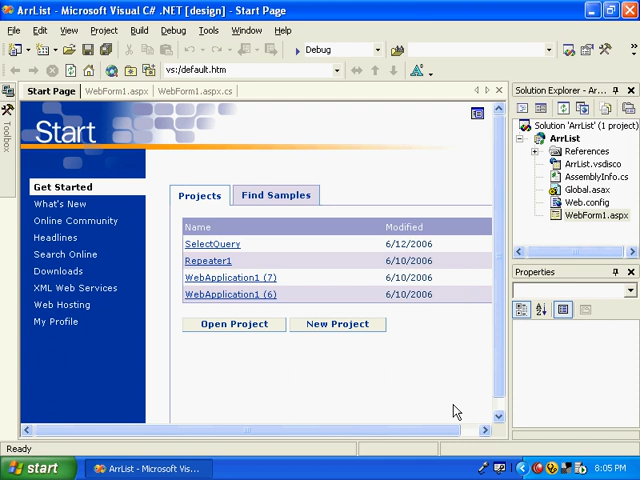 ArrList - Microsoft Visual C# .NET [design] - Start Page
File Edit View Project Build Debug Tools Window Help
Debug
vs:/default.htm
Start Page WebForm1.aspx WebForm1.aspx.cs
Toolbox
Start
Get Started
What's New
Online Community
Headlines
Search Online
Downloads
XML Web Services
Web Hosting
My Profile
Projects Find Samples
Name Modified
SelectQuery 6/12/2006
Repeater1 6/10/2006
WebApplication1 (7) 6/10/2006
WebApplication1 (6) 6/10/2006
Open Project New Project
Solution Explorer - Ar...
Solution 'ArrList' (1 project)
ArrList
References
ArrList.vsdisco
AssemblyInfo.cs
Global.asax
Web.config
WebForm1.aspx
Properties
Ready
start ArrList - Microsoft Vis... 8:05 PM